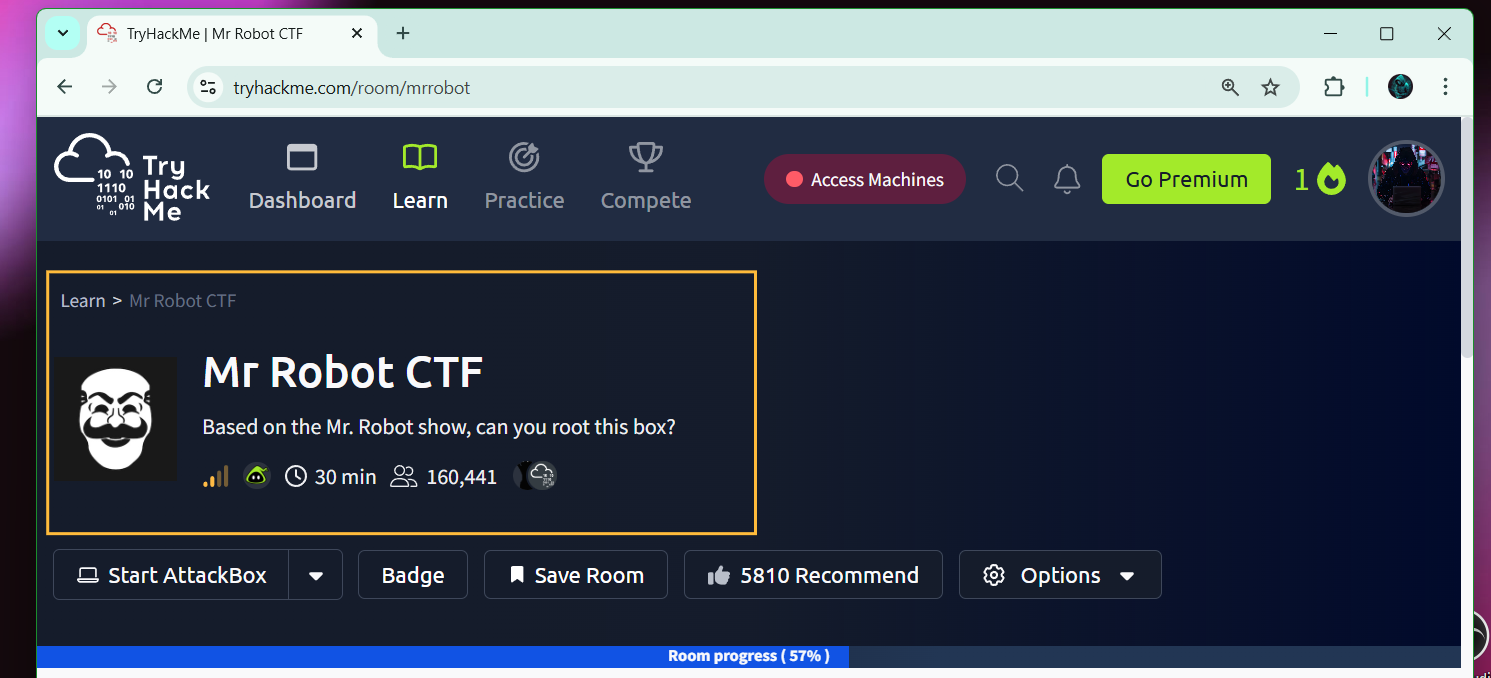 TryHackMe | Mr Robot CTF
tryhackme.com/room/mrrobot
10 10
1110
0101 01
01 010
01
Try
Hack
Me
Dashboard
Learn
Practice
Compete
Access Machines
Go Premium
1
Learn > Mr Robot CTF
Mr Robot CTF
Based on the Mr. Robot show, can you root this box?
30 min 160,441
Start AttackBox
Badge
Save Room
5810 Recommend
Options
Room progress ( 57% )